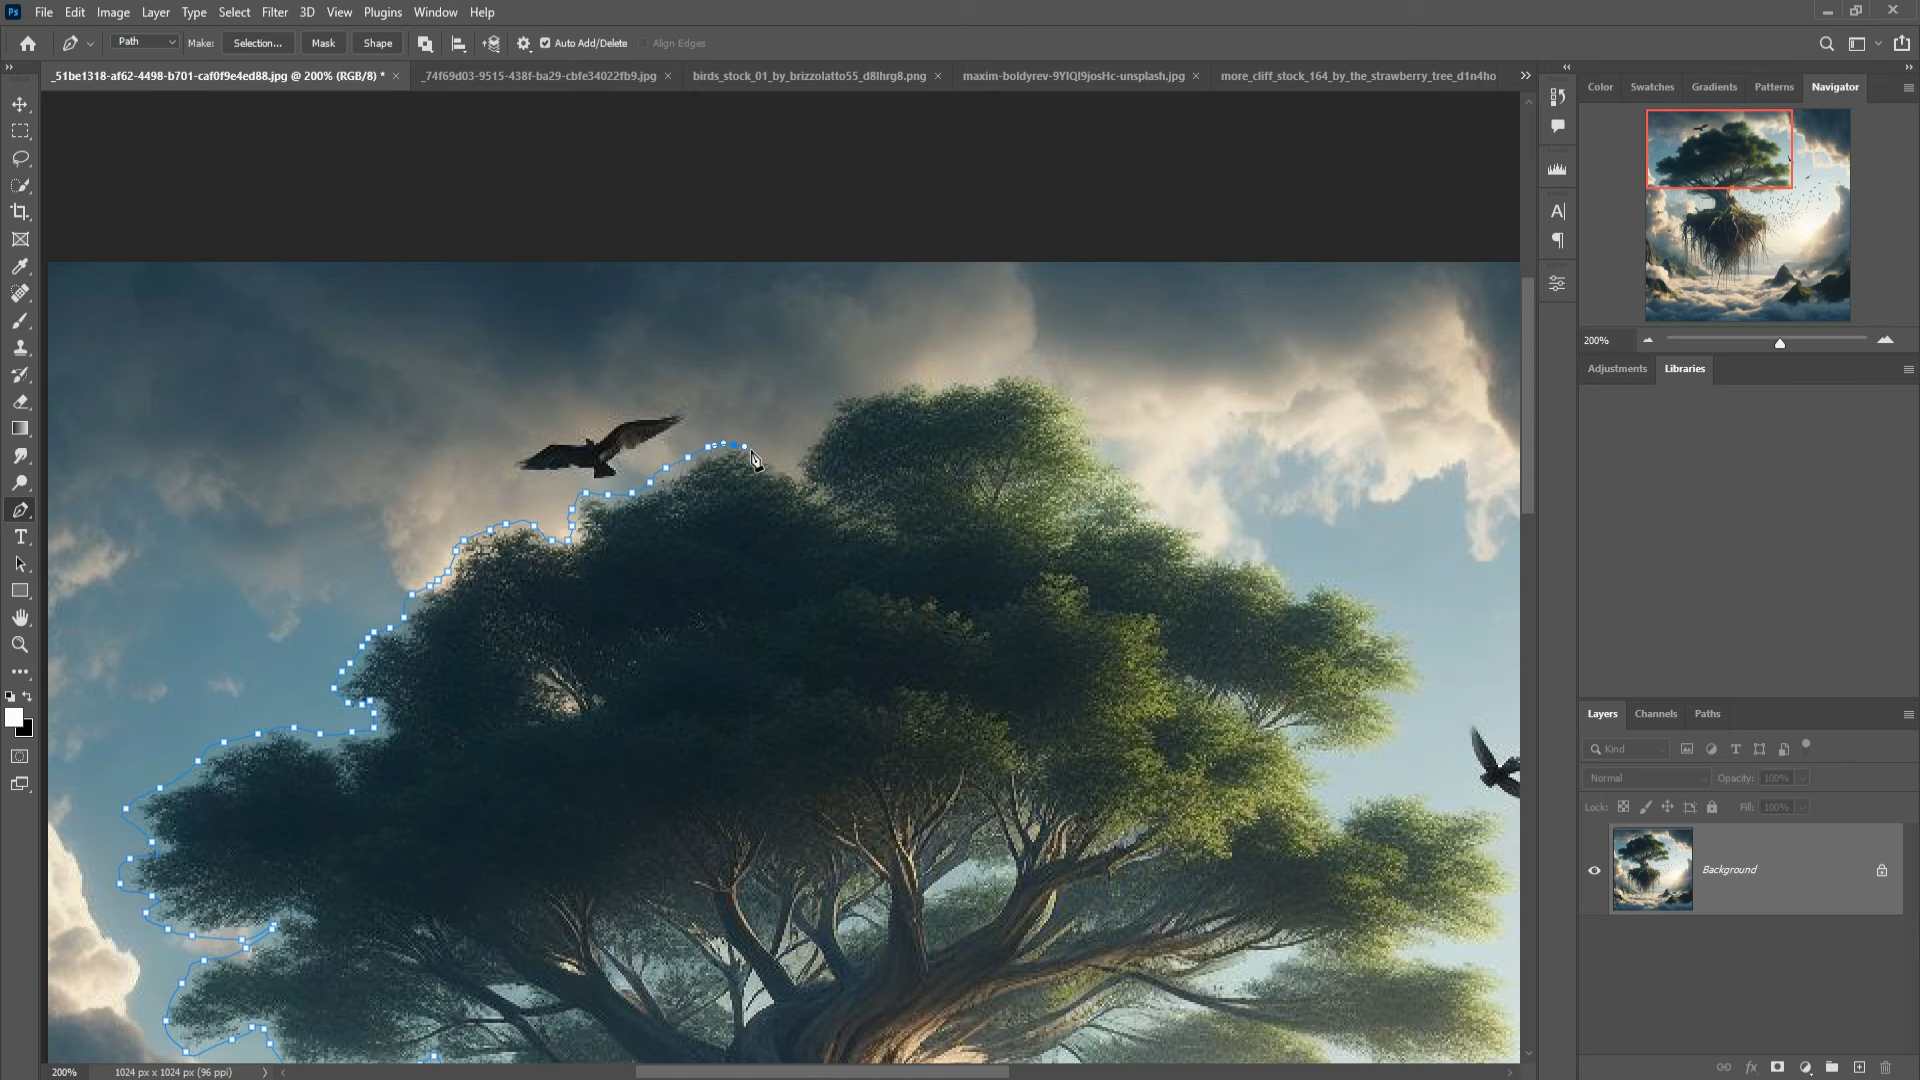 Ps File Edit Image Layer Type Select Filter 3D View Plugins Window Help
Path Make: Selection... Mask Shape Auto Add/Delete Align Edges
_51be1318-af62-4498-b701-caf0f9e4ed88.jpg @ 200% (RGB/8) * × _74f69d03-9515-438f-ba29-cbfe34022fb9.jpg × birds_stock_01_by_brizzolatto55_d8lhrg8.png × maxim-boldyrev-9YIQI9josHc-unsplash.jpg × more_cliff_stock_164_by_the_strawberry_tree_d1n4ho
Color Swatches Gradients Patterns Navigator
200%
Adjustments Libraries
Layers Channels Paths
Kind
Normal Opacity: 100%
Lock: Fill: 100%
Background
200% 1024 px x 1024 px (96 ppi)